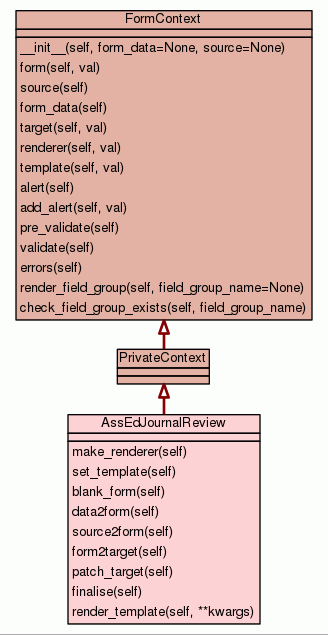 FormContext
__init__(self, form_data=None, source=None)
form(self, val)
source(self)
form_data(self)
target(self, val)
renderer(self, val)
template(self, val)
alert(self)
add_alert(self, val)
pre_validate(self)
validate(self)
errors(self)
render_field_group(self, field_group_name=None)
check_field_group_exists(self, field_group_name)
PrivateContext
AssEdJournalReview
make_renderer(self)
set_template(self)
blank_form(self)
data2form(self)
source2form(self)
form2target(self)
patch_target(self)
finalise(self)
render_template(self, **kwargs)